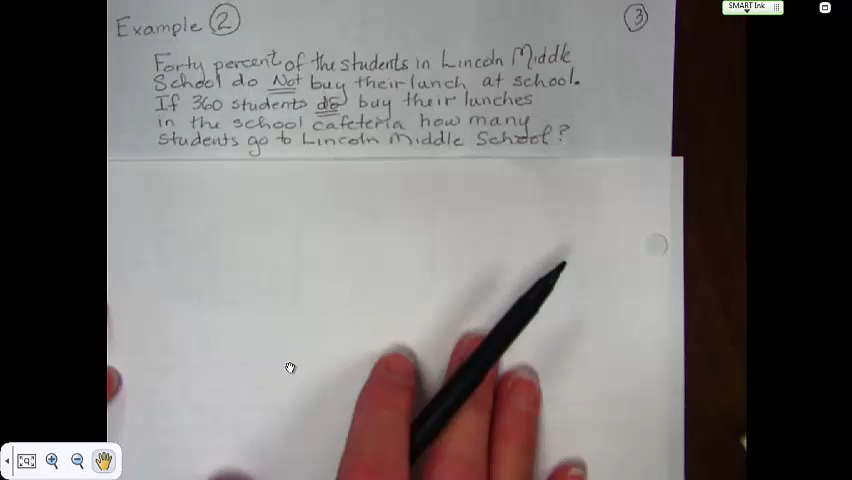 Example 2
3
SMART Ink
Forty percent of the students in Lincoln Middle
School do Not buy their lunch at school.
If 360 students do buy their lunches
in the school cafeteria how many
students go to Lincoln Middle School?